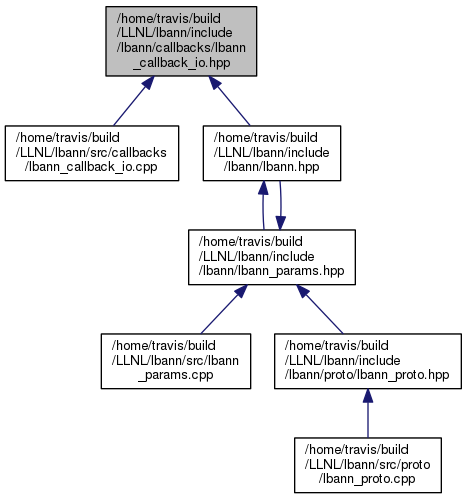 /home/travis/build
/LLNL/lbann/include
/lbann/callbacks/lbann
_callback_io.hpp
/home/travis/build
/LLNL/lbann/src/callbacks
/lbann_callback_io.cpp
/home/travis/build
/LLNL/lbann/include
/lbann/lbann.hpp
/home/travis/build
/LLNL/lbann/include
/lbann/lbann_params.hpp
/home/travis/build
/LLNL/lbann/src/lbann
_params.cpp
/home/travis/build
/LLNL/lbann/include
/lbann/proto/lbann_proto.hpp
/home/travis/build
/LLNL/lbann/src/proto
/lbann_proto.cpp